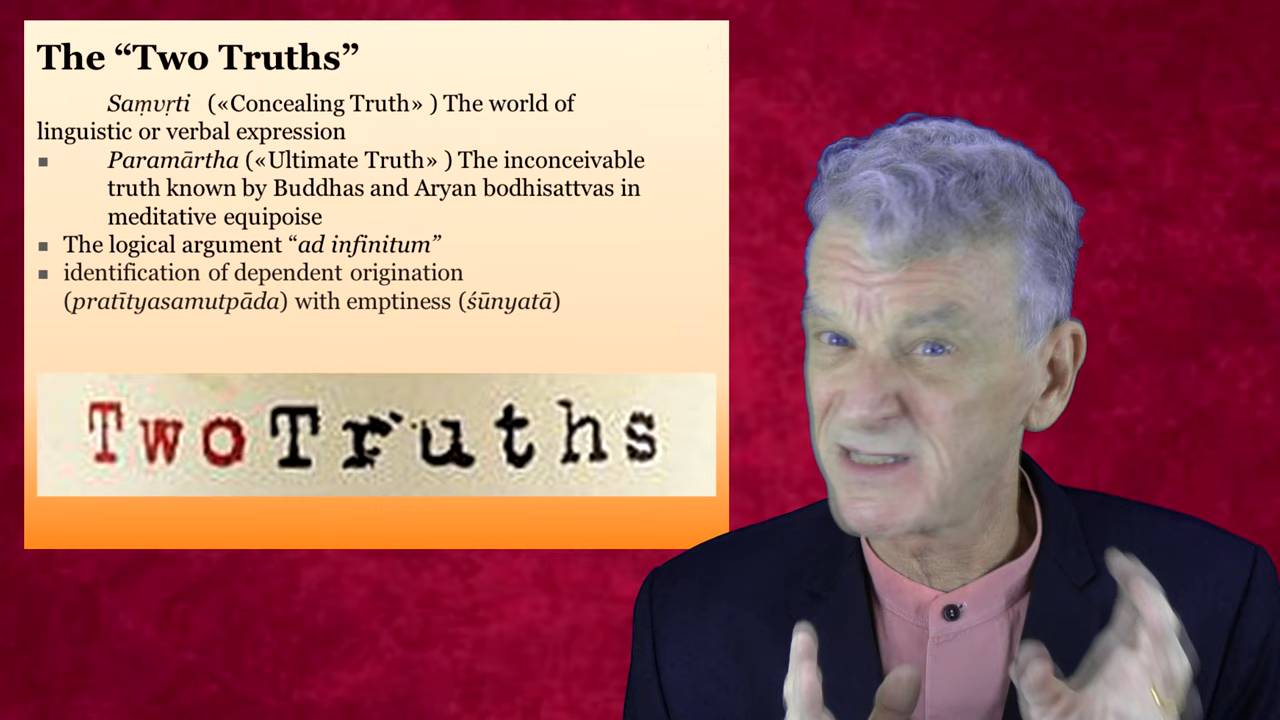 The “Two Truths”
Saṃvṛti («Concealing Truth» ) The world of
linguistic or verbal expression
▪ Paramārtha («Ultimate Truth» ) The inconceivable
truth known by Buddhas and Aryan bodhisattvas in
meditative equipoise
▪ The logical argument “ad infinitum”
▪ identification of dependent origination
(pratītyasamutpāda) with emptiness (śūnyatā)
Two Truths